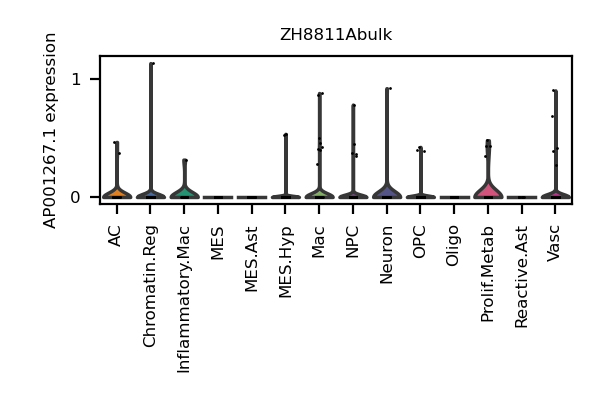 ZH8811Abulk
AP001267.1 expression
1
0
AC
Chromatin.Reg
Inflammatory.Mac
MES
MES.Ast
MES.Hyp
Mac
NPC
Neuron
OPC
Oligo
Prolif.Metab
Reactive.Ast
Vasc